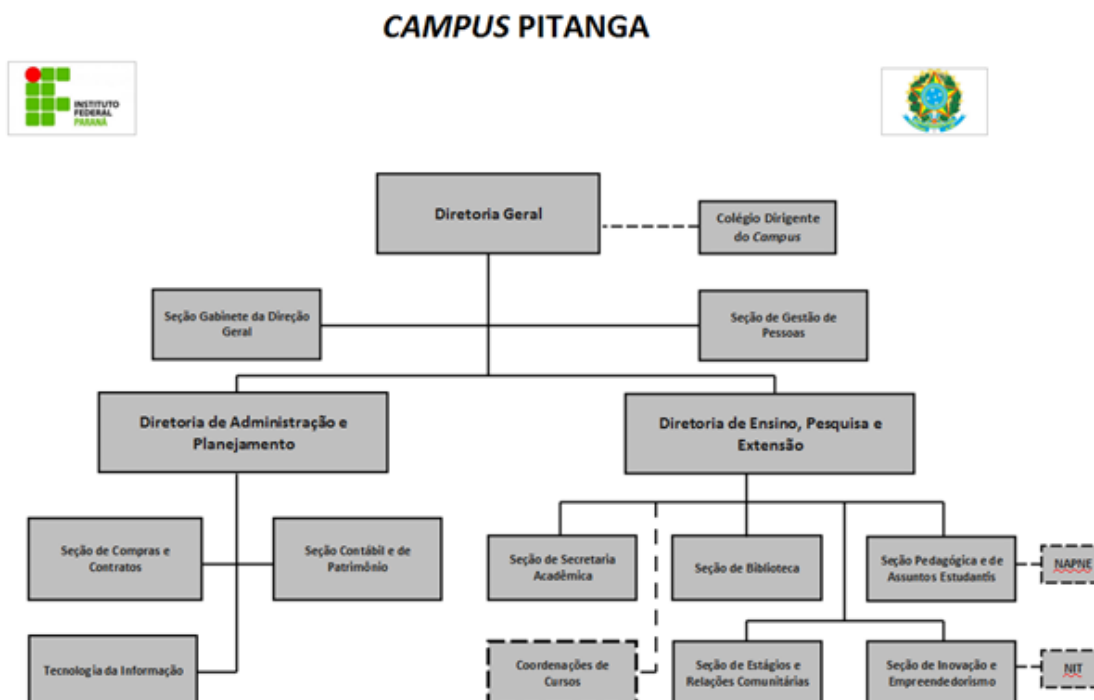 CAMPUS PITANGA
INSTITUTO
FEDERAL
PARANÁ
Diretoria Geral
Colégio Dirigente
do Campus
Seção Gabinete da Direção
Geral
Seção de Gestão de
Pessoas
Diretoria de Administração e
Planejamento
Diretoria de Ensino, Pesquisa e
Extensão
Seção de Compras e
Contratos
Seção Contábil e de
Patrimônio
Seção de Secretaria
Acadêmica
Seção de Biblioteca
Seção Pedagógica e de
Assuntos Estudantis
NAPNE
Tecnologia da Informação
Coordenações de
Cursos
Seção de Estágios e
Relações Comunitárias
Seção de Inovação e
Empreendedorismo
NIT